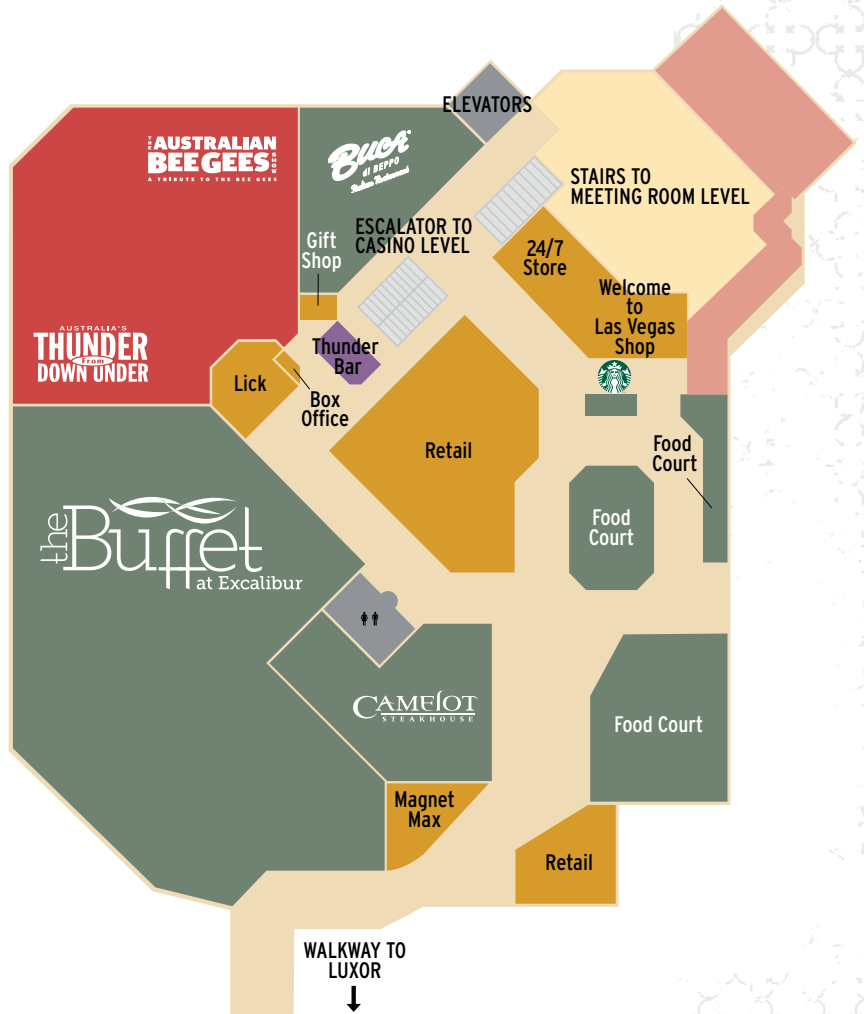 ELEVATORS
THE AUSTRALIAN
BEE GEES SHOW
A TRIBUTE TO THE BEE GEES
BUCA
di BEPPO
Italian Restaurant
STAIRS TO
MEETING ROOM LEVEL
ESCALATOR TO
CASINO LEVEL
Gift
Shop
24/7
Store
Welcome
to
Las Vegas
Shop
AUSTRALIA'S
THUNDER
From
DOWN UNDER
Thunder
Bar
Lick
Box
Office
Retail
Food
Court
Food
Court
the Buffet
at Excalibur
CAMELOT
STEAKHOUSE
Food Court
Magnet
Max
Retail
WALKWAY TO
LUXOR